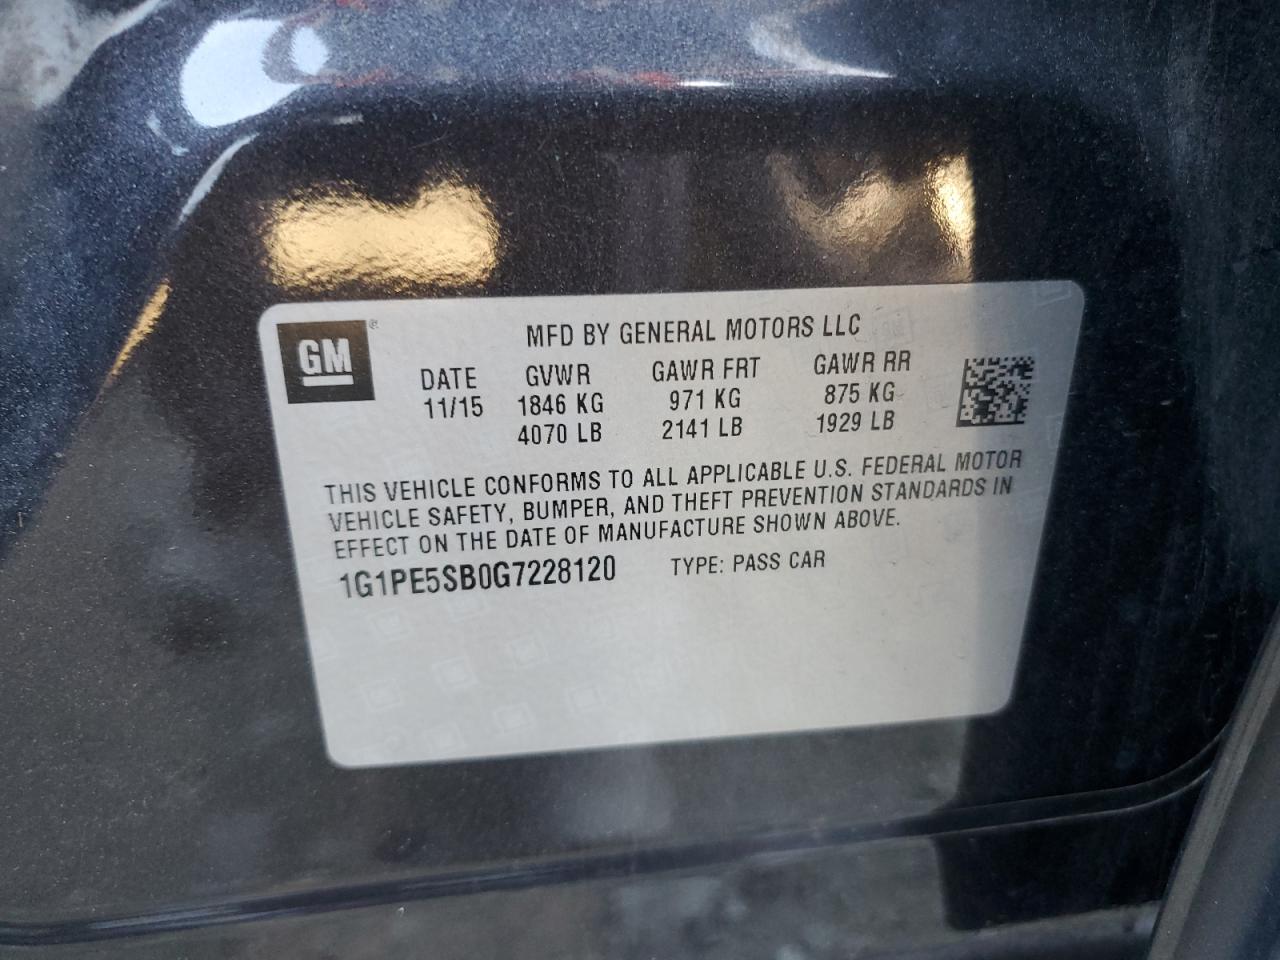 GM®
MFD BY GENERAL MOTORS LLC
DATE GVWR GAWR FRT GAWR RR
11/15 1846 KG 971 KG 875 KG
4070 LB 2141 LB 1929 LB
THIS VEHICLE CONFORMS TO ALL APPLICABLE U.S. FEDERAL MOTOR
VEHICLE SAFETY, BUMPER, AND THEFT PREVENTION STANDARDS IN
EFFECT ON THE DATE OF MANUFACTURE SHOWN ABOVE.
1G1PE5SB0G7228120 TYPE: PASS CAR